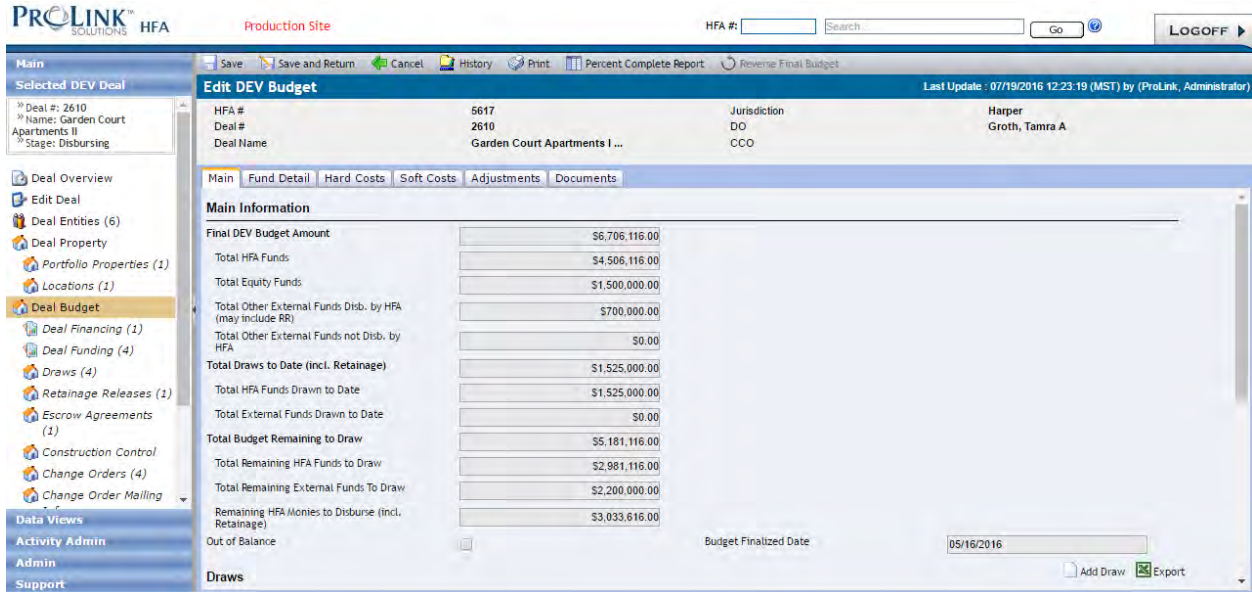 PROLINK™
SOLUTIONS HFA
Production Site
HFA #:
Search...
Go
LOGOFF
Main
Save
Save and Return
Cancel
History
Print
Percent Complete Report
Reverse Final Budget
Selected DEV Deal
Edit DEV Budget
Last Update : 07/19/2016 12:23:19 (MST) by (ProLink, Administrator)
» Deal #: 2610
» Name: Garden Court
Apartments II
» Stage: Disbursing
HFA # 5617 Jurisdiction Harper
Deal # 2610 DO Groth, Tamra A
Deal Name Garden Court Apartments I ... CCO
Deal Overview
Edit Deal
Deal Entities (6)
Deal Property
Portfolio Properties (1)
Locations (1)
Deal Budget
Deal Financing (1)
Deal Funding (4)
Draws (4)
Retainage Releases (1)
Escrow Agreements
(1)
Construction Control
Change Orders (4)
Change Order Mailing
Data Views
Activity Admin
Admin
Support
Main
Fund Detail
Hard Costs
Soft Costs
Adjustments
Documents
Main Information
Final DEV Budget Amount $6,706,116.00
Total HFA Funds $4,506,116.00
Total Equity Funds $1,500,000.00
Total Other External Funds Disb. by HFA
(may include RR) $700,000.00
Total Other External Funds not Disb. by
HFA $0.00
Total Draws to Date (incl. Retainage) $1,525,000.00
Total HFA Funds Drawn to Date $1,525,000.00
Total External Funds Drawn to Date $0.00
Total Budget Remaining to Draw $5,181,116.00
Total Remaining HFA Funds to Draw $2,981,116.00
Total Remaining External Funds To Draw $2,200,000.00
Remaining HFA Monies to Disburse (incl.
Retainage) $3,033,616.00
Out of Balance
Budget Finalized Date 05/16/2016
Draws
Add Draw
Export